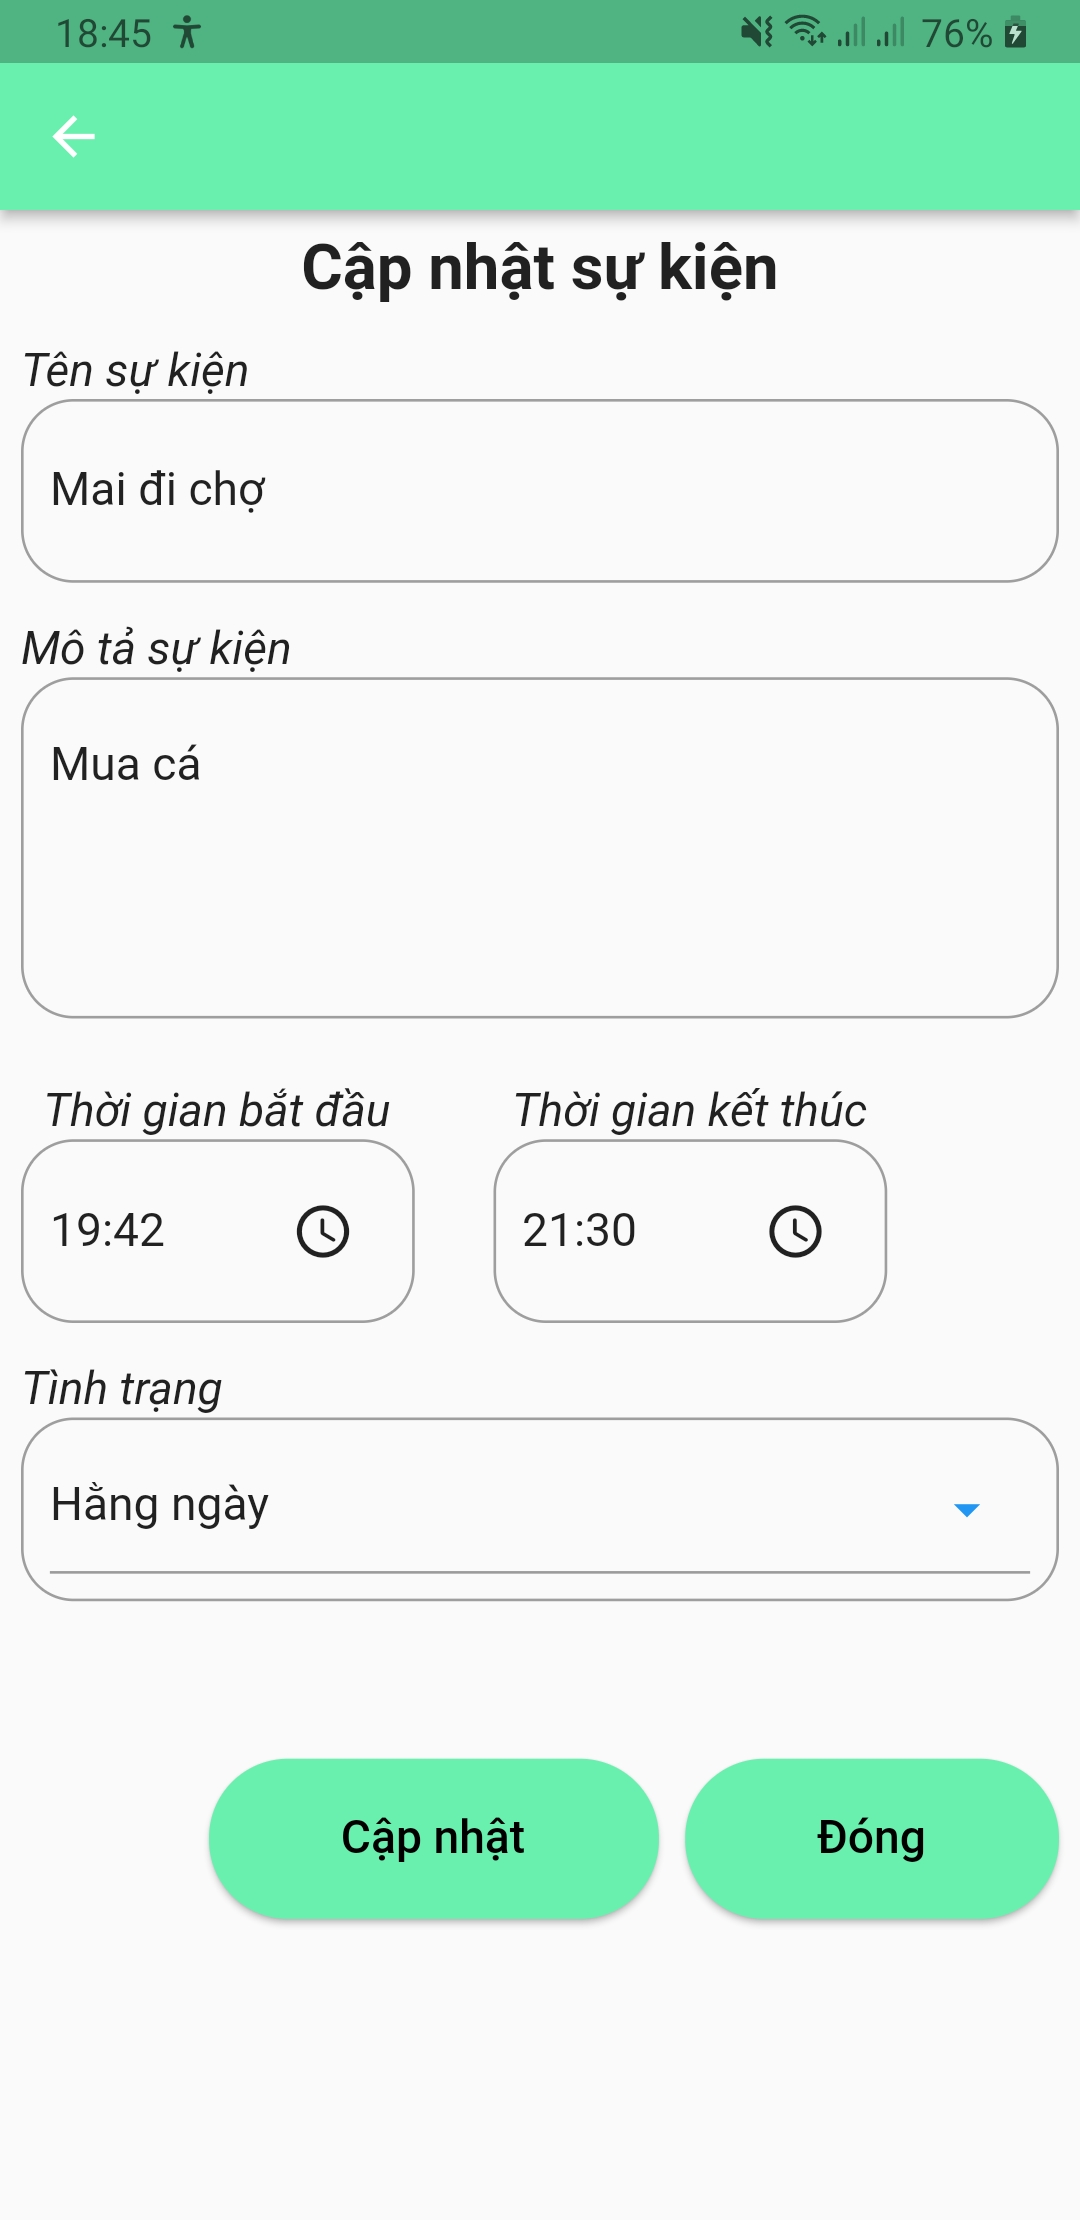 18:45 76%
Cập nhật sự kiện
Tên sự kiện
Mai đi chợ
Mô tả sự kiện
Mua cá
Thời gian bắt đầu Thời gian kết thúc
19:42 21:30
Tình trạng
Hằng ngày
Cập nhật Đóng